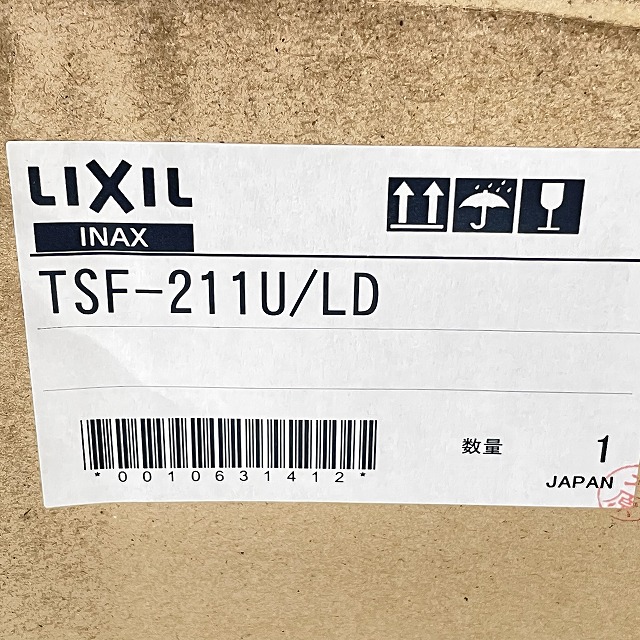 LIXIL
INAX
TSF-211U/LD
*0010631412*
数量 1
JAPAN